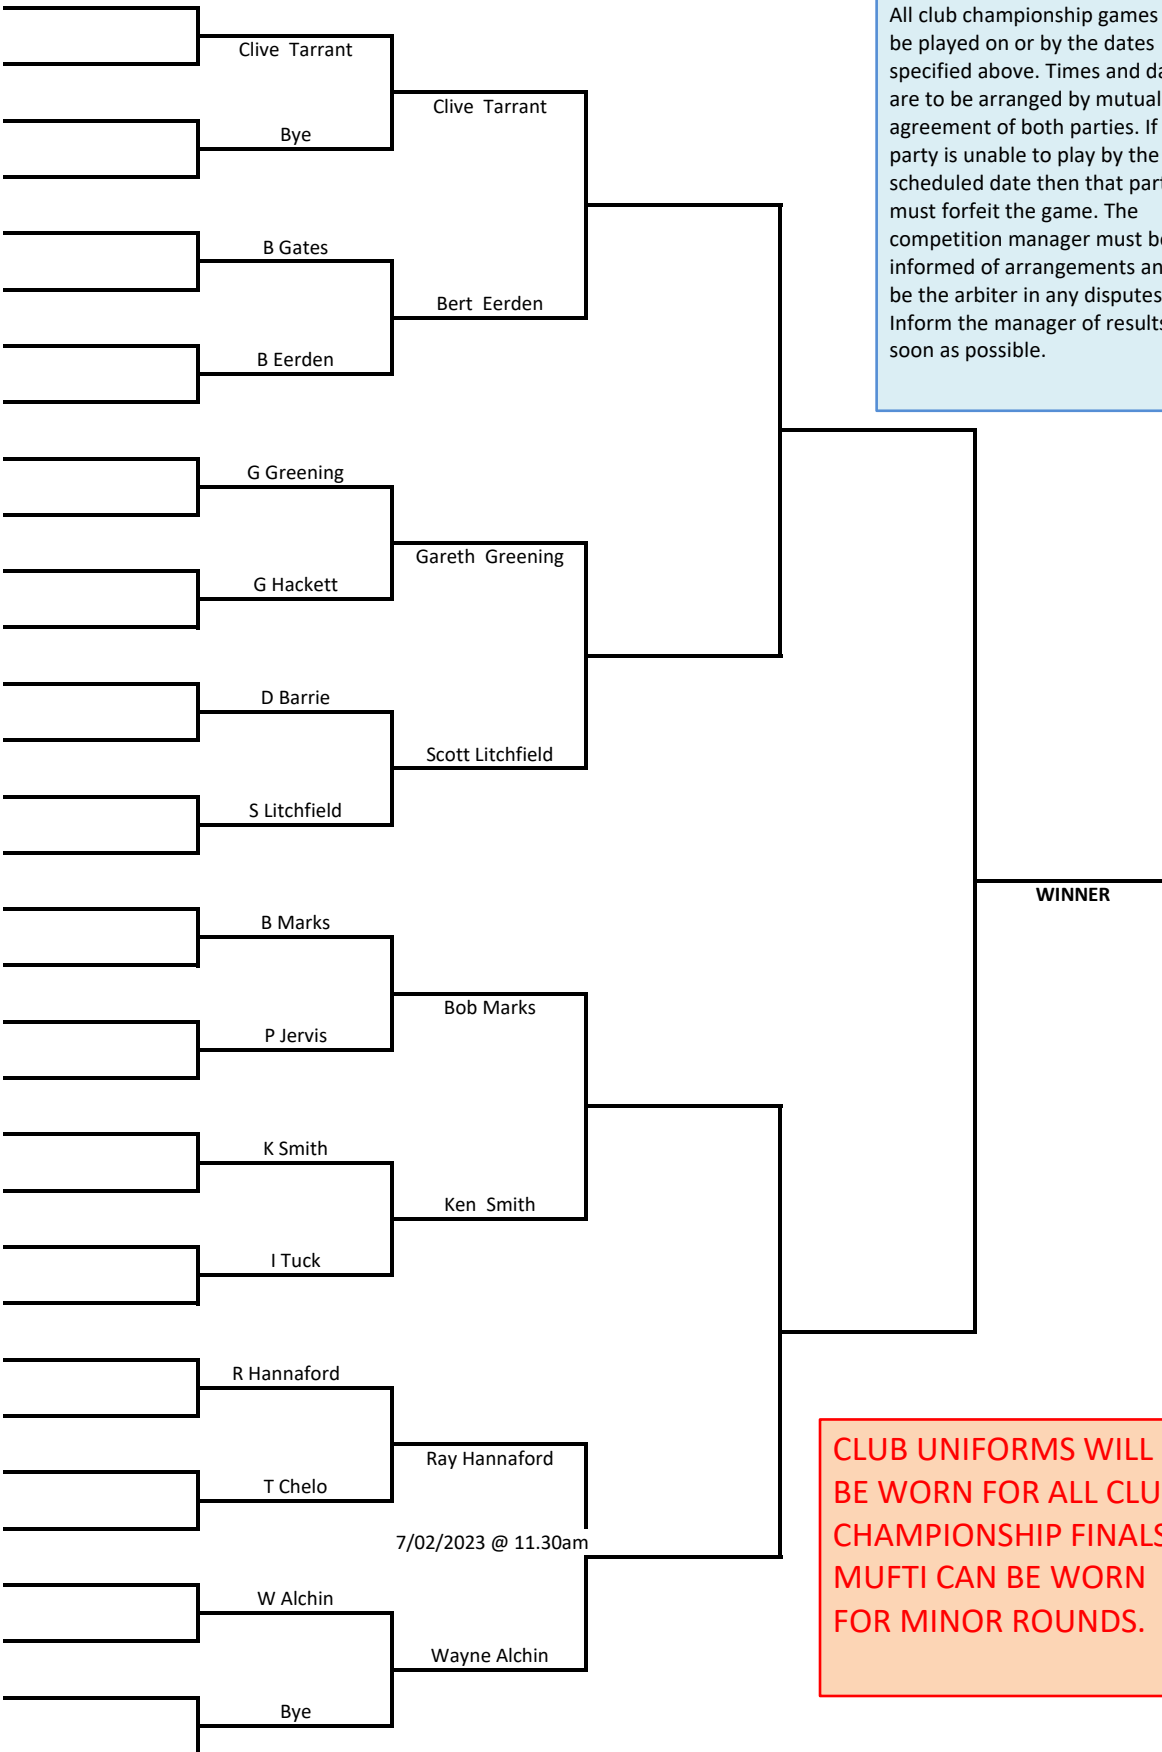 All club championship games
be played on or by the dates
specified above. Times and da
are to be arranged by mutual
agreement of both parties. If
party is unable to play by the
scheduled date then that part
must forfeit the game. The
competition manager must be
informed of arrangements an
be the arbiter in any disputes
Inform the manager of results
soon as possible.
Clive Tarrant
Bye
B Gates
B Eerden
G Greening
G Hackett
D Barrie
S Litchfield
B Marks
P Jervis
K Smith
I Tuck
R Hannaford
T Chelo
W Alchin
Bye
Clive Tarrant
Bert Eerden
Gareth Greening
Scott Litchfield
Bob Marks
Ken Smith
Ray Hannaford
7/02/2023 @ 11.30am
Wayne Alchin
WINNER
CLUB UNIFORMS WILL
BE WORN FOR ALL CLU
CHAMPIONSHIP FINALS
MUFTI CAN BE WORN
FOR MINOR ROUNDS.